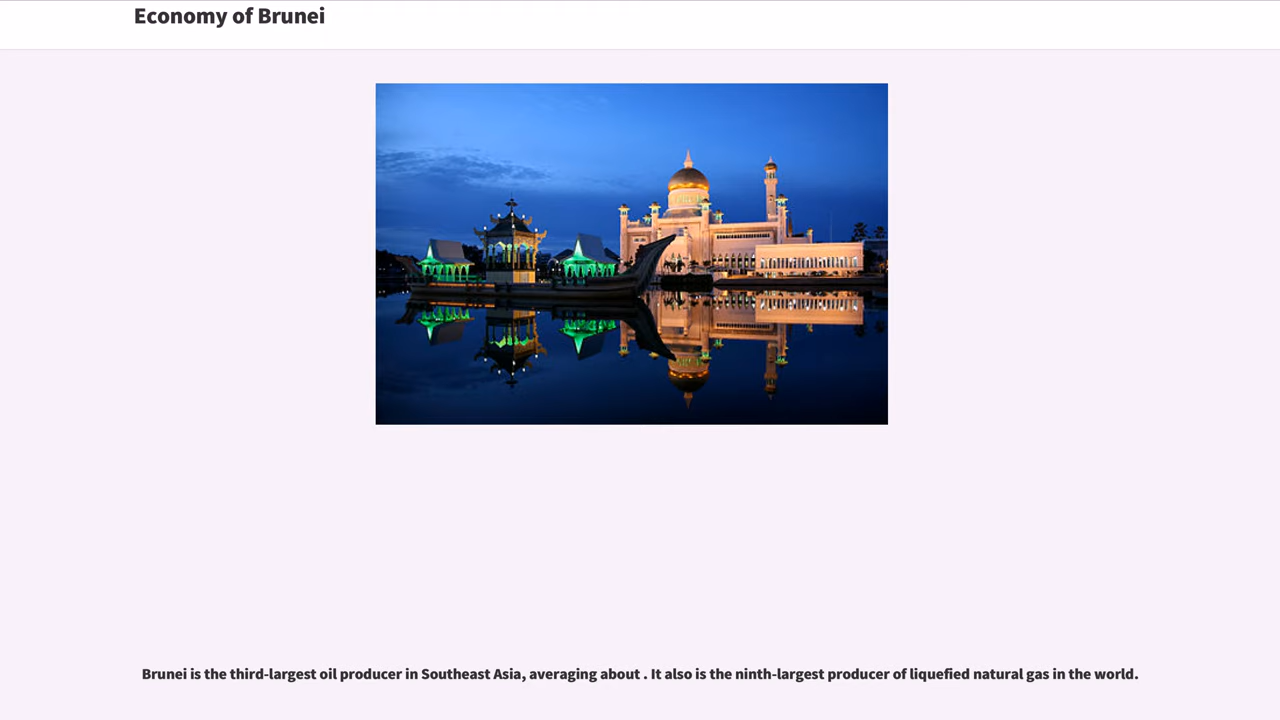 Economy of Brunei
Brunei is the third-largest oil producer in Southeast Asia, averaging about . It also is the ninth-largest producer of liquefied natural gas in the world.